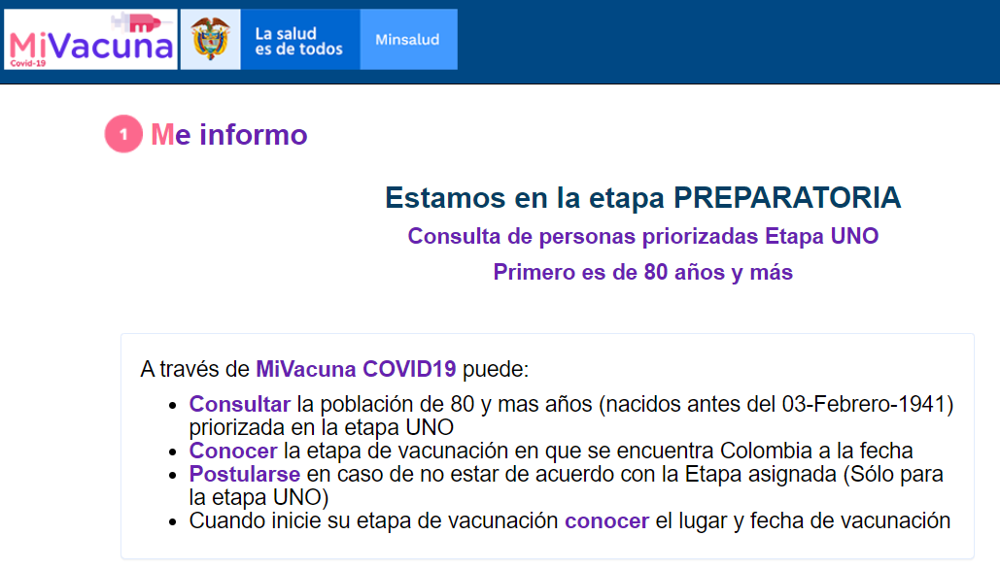 MiVacuna
Covid-19
La salud
es de todos
Minsalud
1 Me informo
Estamos en la etapa PREPARATORIA
Consulta de personas priorizadas Etapa UNO
Primero es de 80 años y más
A través de MiVacuna COVID19 puede:
• Consultar la población de 80 y mas años (nacidos antes del 03-Febrero-1941)
priorizada en la etapa UNO
• Conocer la etapa de vacunación en que se encuentra Colombia a la fecha
• Postularse en caso de no estar de acuerdo con la Etapa asignada (Sólo para
la etapa UNO)
• Cuando inicie su etapa de vacunación conocer el lugar y fecha de vacunación